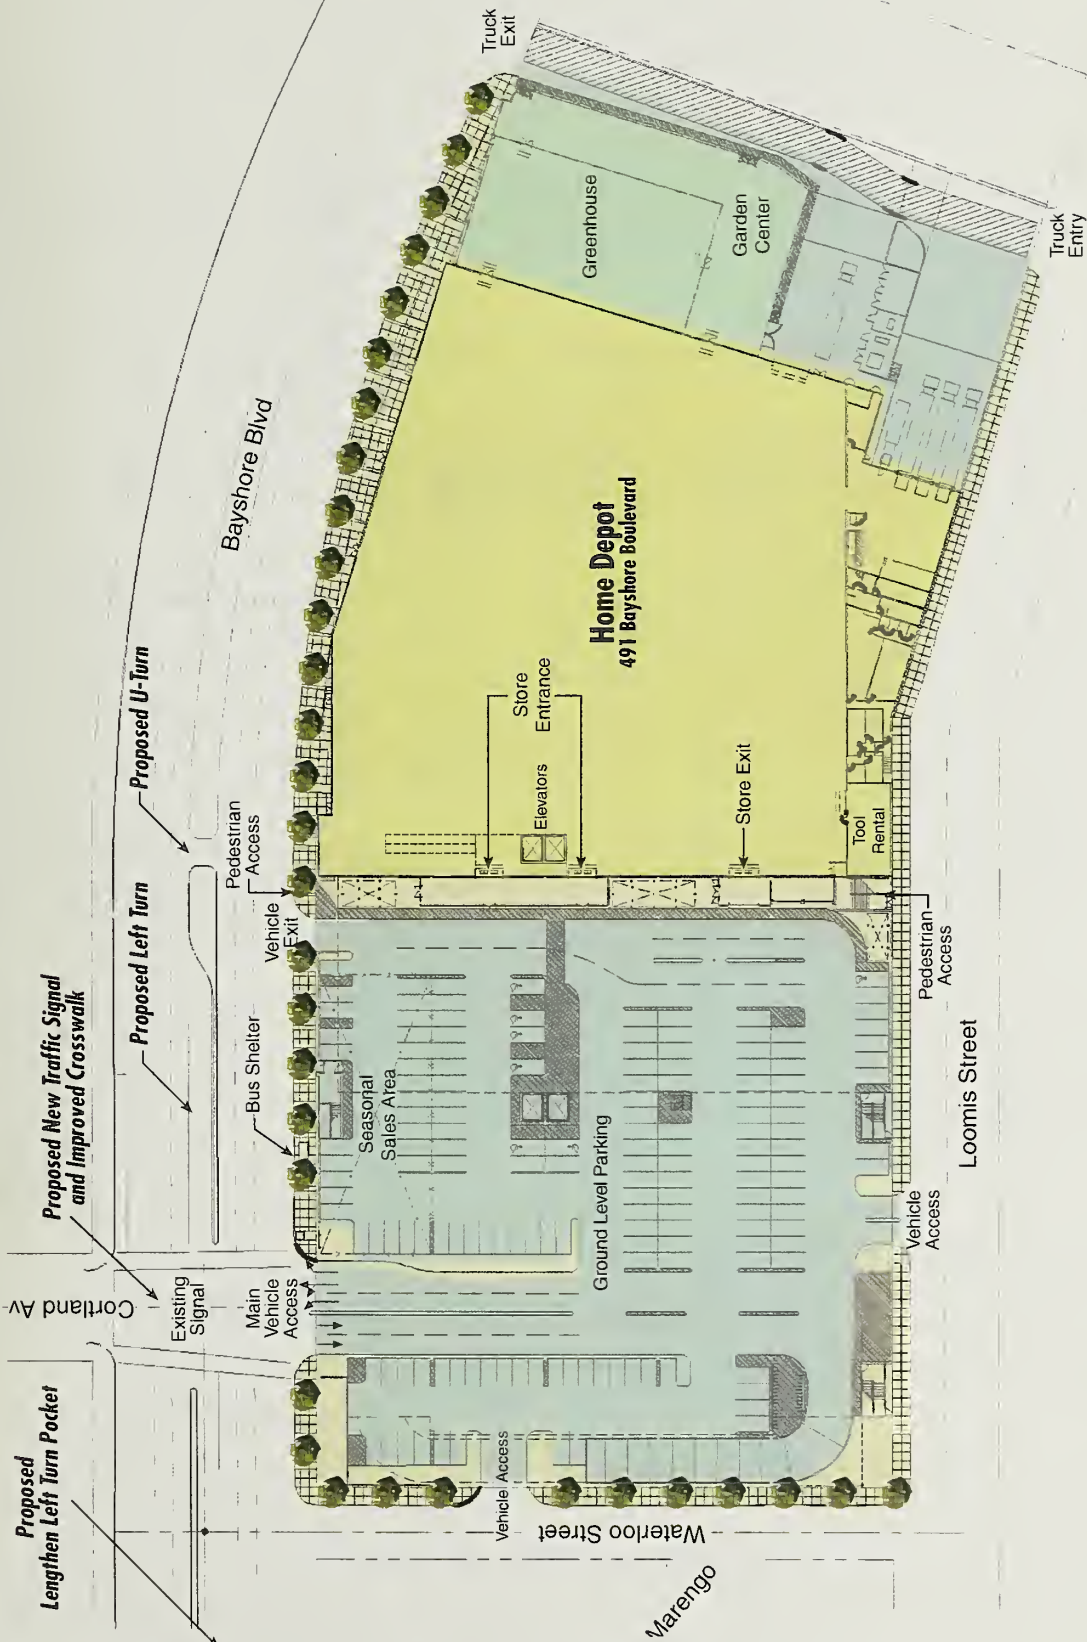 Truck
Exit
Greenhouse
Garden
Center
Truck
Entry
Bayshore Blvd
Home Depot
491 Bayshore Boulevard
Proposed U-Turn
Store
Entrance
Elevators
Store Exit
Tool
Rental
Pedestrian
Access
Proposed Left Turn
Vehicle
Exit
Pedestrian
Access
Proposed New Traffic Signal
and Improved Crosswalk
Bus Shelter
Seasonal
Sales Area
Ground Level Parking
Loomis Street
Vehicle
Access
Cortland Av
Existing
Signal
Main
Vehicle
Access
Proposed
Lengthen Left Turn Pocket
Vehicle Access
Waterloo Street
Marengo